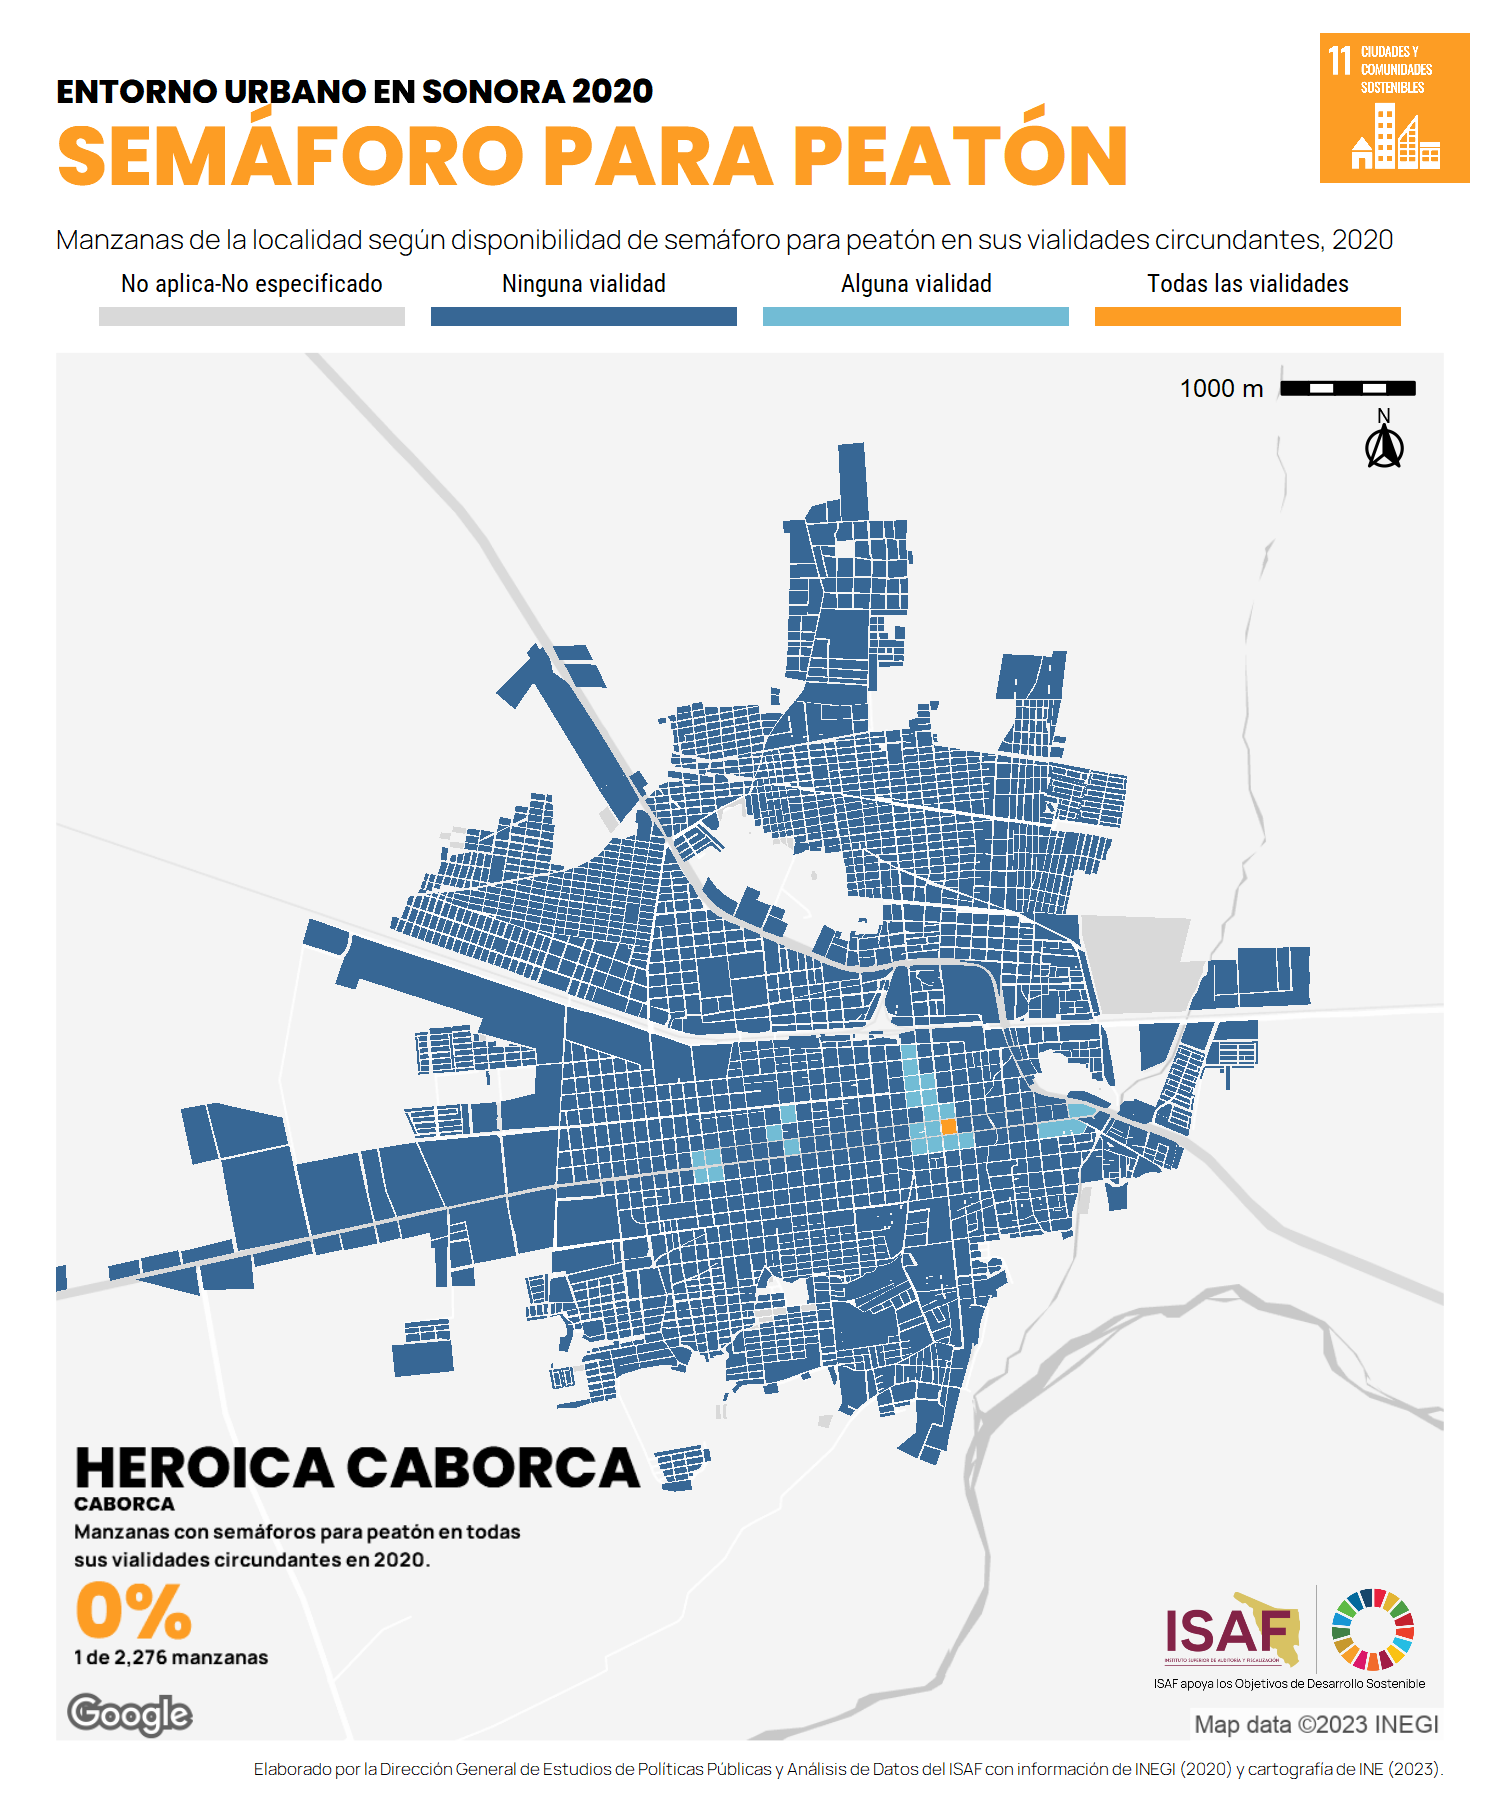 11 CIUDADES Y
COMUNIDADES
SOSTENIBLES
ENTORNO URBANO EN SONORA 2020
SEMÁFORO PARA PEATÓN
Manzanas de la localidad según disponibilidad de semáforo para peatón en sus vialidades circundantes, 2020
No aplica-No especificado
Ninguna vialidad
Alguna vialidad
Todas las vialidades
1000 m
N
HEROICA CABORCA
CABORCA
Manzanas con semáforos para peatón en todas
sus vialidades circundantes en 2020.
0%
1 de 2,276 manzanas
ISAF
INSTITUTO SUPERIOR DE AUDITORÍA Y FISCALIZACIÓN
ISAF apoya los Objetivos de Desarrollo Sostenible
Google
Map data ©2023 INEGI
Elaborado por la Dirección General de Estudios de Políticas Públicas y Análisis de Datos del ISAF con información de INEGI (2020) y cartografía de INE (2023).